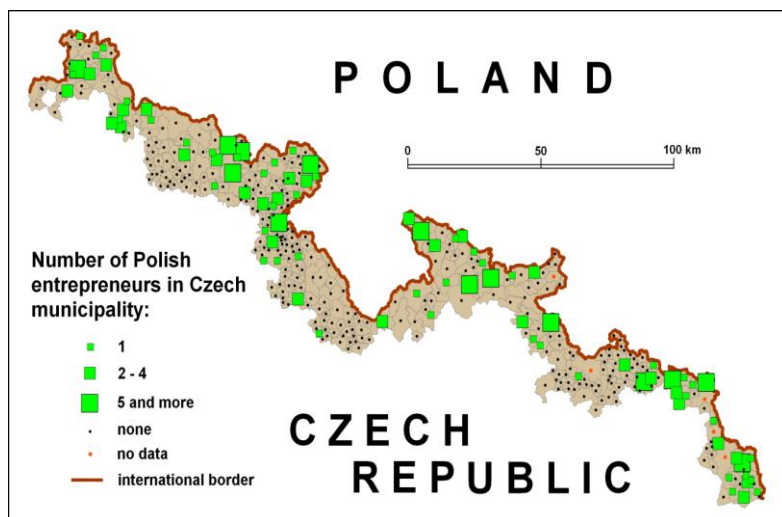 POLAND
0 50 100 km
Number of Polish
entrepreneurs in Czech
municipality:
1
2 - 4
5 and more
none
no data
international border
CZECH
REPUBLIC